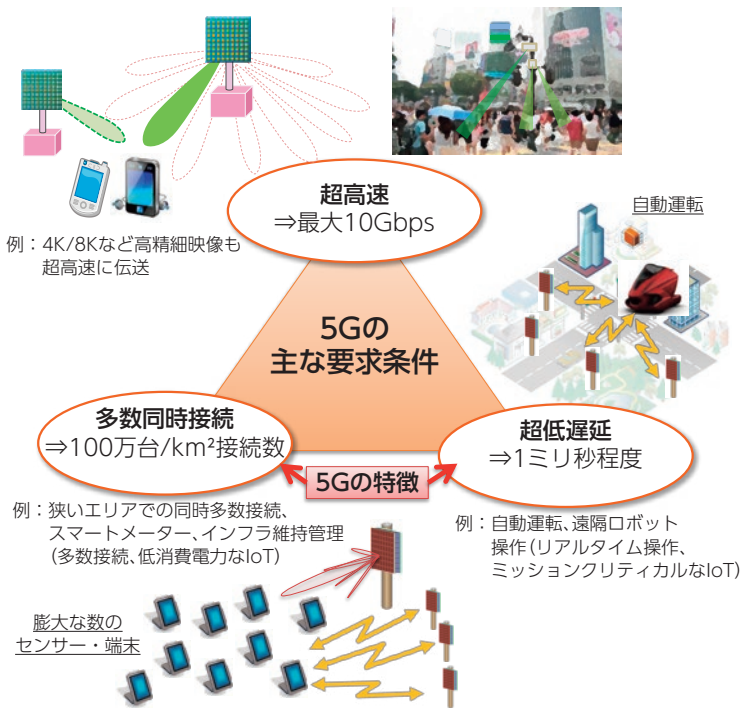 超高速
⇒最大10Gbps
例：4K/8Kなど高精細映像も
超高速に伝送
自動運転
5Gの
主な要求条件
多数同時接続
⇒100万台/km²接続数
超低遅延
⇒1ミリ秒程度
5Gの特徴
例：狭いエリアでの同時多数接続、
スマートメーター、インフラ維持管理
（多数接続、低消費電力なIoT）
例：自動運転、遠隔ロボット
操作（リアルタイム操作、
ミッションクリティカルなIoT）
膨大な数の
センサー・端末